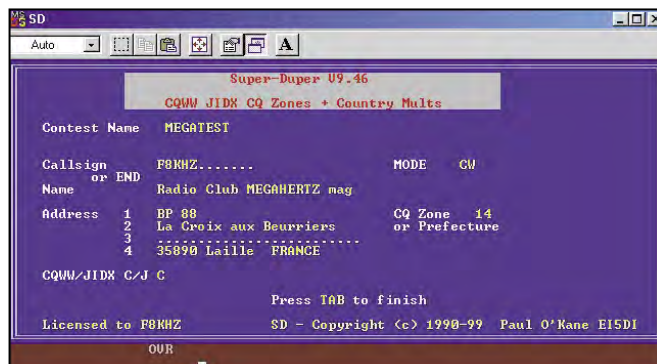 MS SD
Auto A
Super-Duper V9.46
CQWW JIDX CQ Zones + Country Mults
Contest Name MEGATEST
Callsign F8KHZ....... MODE CW
or END
Name Radio Club MEGAHERTZ mag
Address 1 BP 88 CQ Zone 14
2 La Croix aux Beurriers or Prefecture
3 .........................
4 35890 Laille FRANCE
CQWW/JIDX C/J C
Press TAB to finish
Licensed to F8KHZ SD - Copyright (c) 1990-99 Paul O'Kane EI5DI
OVR